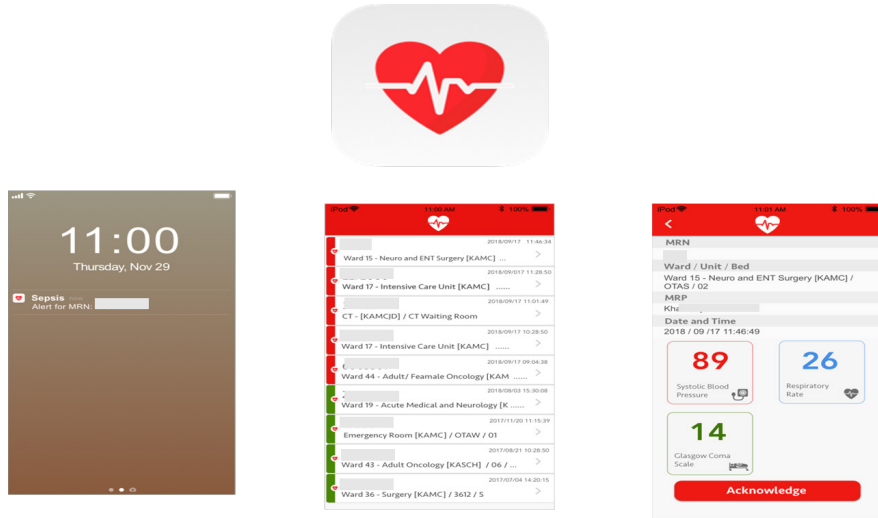 11:00
Thursday, Nov 29
Sepsis now
Alert for MRN:
iPod 11:00 AM 100%
2018/09/17 11:46:34
Ward 15 - Neuro and ENT Surgery [KAMC] ...
2018/09/017 11:28:50
Ward 17 - Intensive Care Unit [KAMC] ......
2018/09/17 11:01:49
CT - [KAMCJD] / CT Waiting Room
2018/09/17 10:28:50
Ward 17 - Intensive Care Unit [KAMC] ......
2018/09/17 09:04:38
Ward 44 - Adult/ Feamale Oncology [KAM ......
2018/08/03 15:30:08
Ward 19 - Acute Medical and Neurology [K ......
2017/11/20 11:15:39
Emergency Room [KAMC] / OTAW / 01
2017/08/21 10:28:50
Ward 43 - Adult Oncology [KASCH] / 06 / ...
2017/07/04 14:20:15
Ward 36 - Surgery [KAMC] / 3612 / S
iPod 11:01 AM 100%
MRN
Ward / Unit / Bed
Ward 15 - Neuro and ENT Surgery [KAMC] /
OTAS / 02
MRP
Date and Time
2018 / 09 /17 11:46:49
89
Systolic Blood
Pressure
26
Respiratory
Rate
14
Glasgow Coma
Scale
Acknowledge